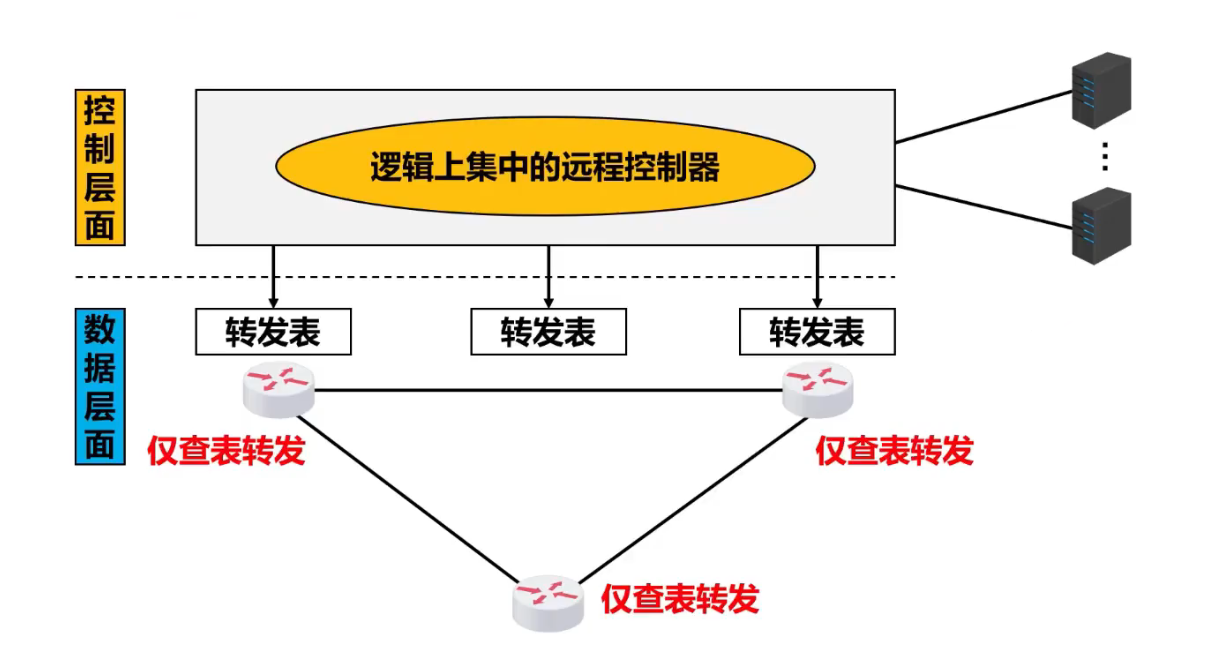 控制层面
逻辑上集中的远程控制器
数据层面
转发表
转发表
转发表
仅查表转发
仅查表转发
仅查表转发